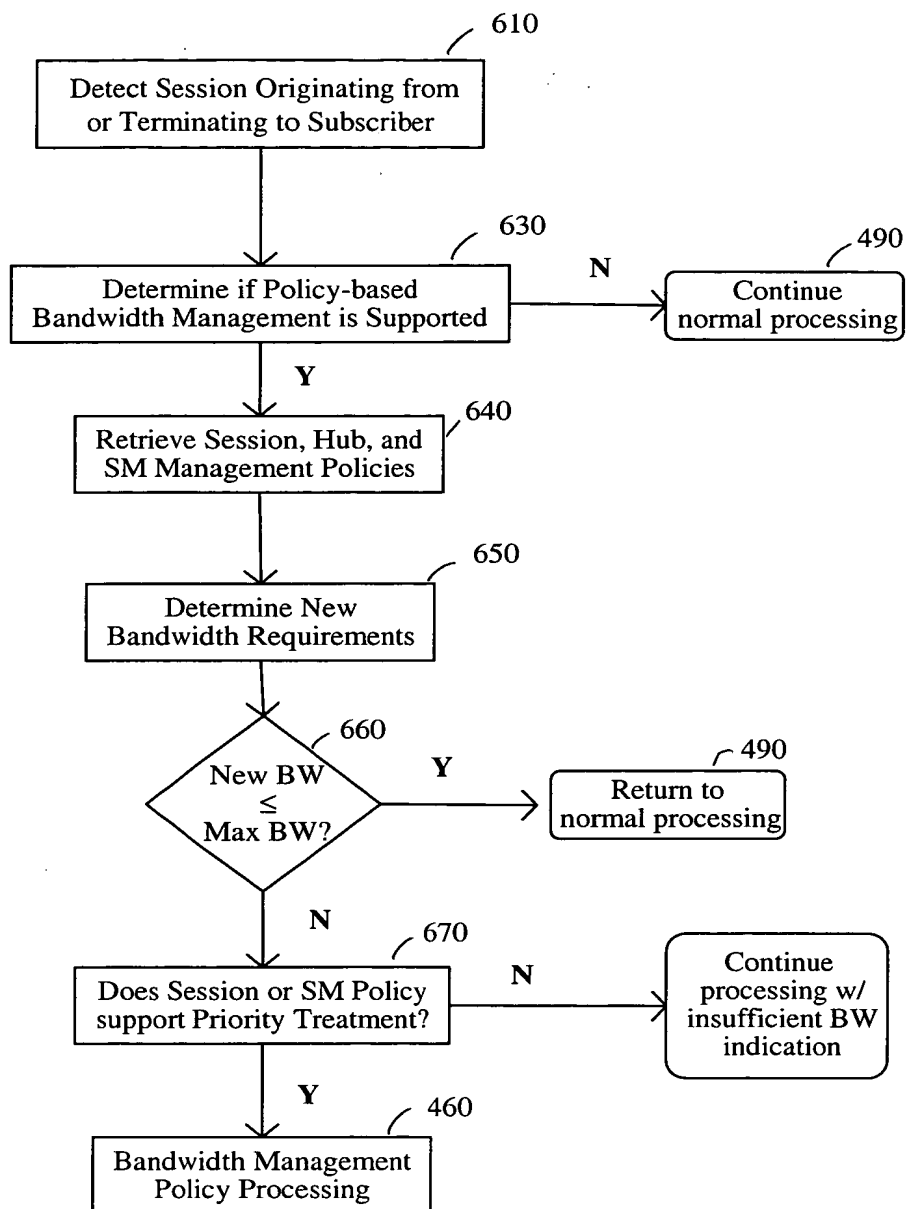 610
Detect Session Originating from
or Terminating to Subscriber
630
Determine if Policy-based
Bandwidth Management is Supported
N
490
Continue
normal processing
Y
640
Retrieve Session, Hub, and
SM Management Policies
650
Determine New
Bandwidth Requirements
660
New BW
≤
Max BW?
Y
490
Return to
normal processing
N
670
Does Session or SM Policy
support Priority Treatment?
N
Continue
processing w/
insufficient BW
indication
Y
460
Bandwidth Management
Policy Processing